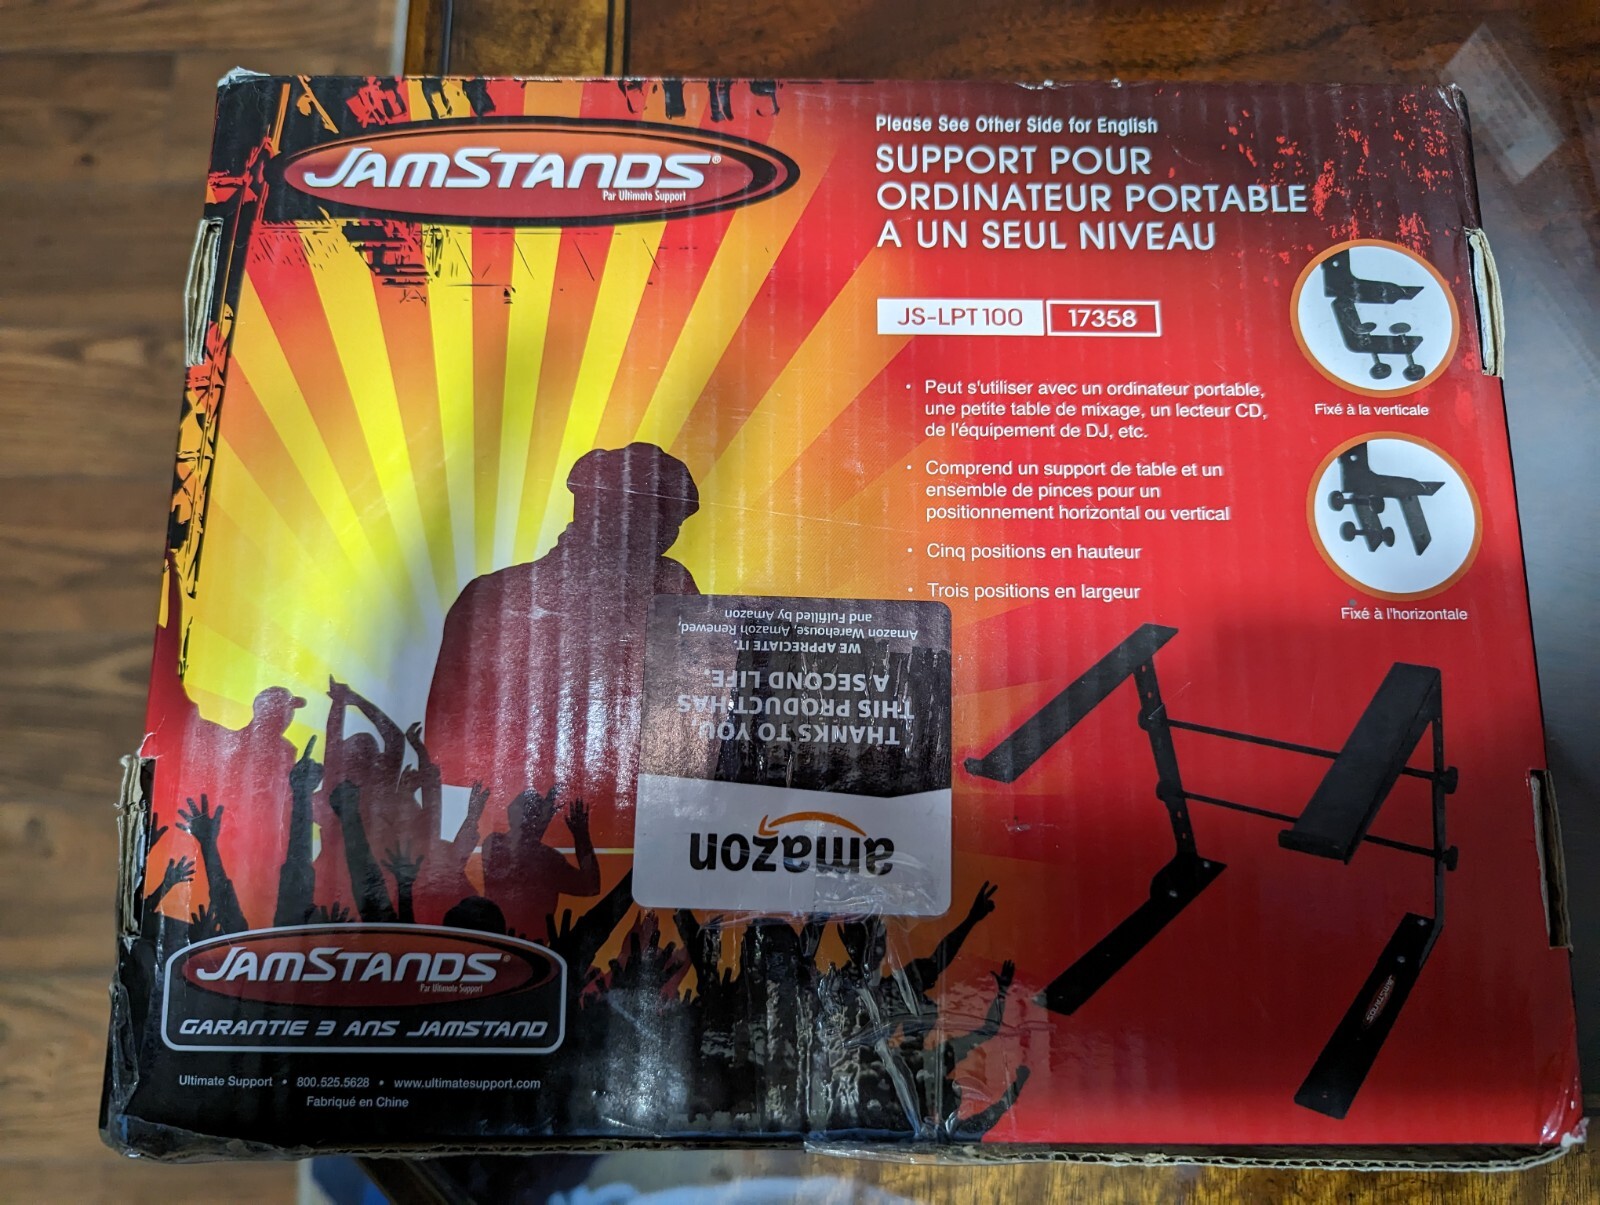 JAMSTANDS®
Par Ultimate Support
Please See Other Side for English
SUPPORT POUR
ORDINATEUR PORTABLE
A UN SEUL NIVEAU
JS-LPT100 17358
• Peut s'utiliser avec un ordinateur portable,
une petite table de mixage, un lecteur CD,
de l'équipement de DJ, etc.
• Comprend un support de table et un
ensemble de pinces pour un
positionnement horizontal ou vertical
• Cinq positions en hauteur
• Trois positions en largeur
Fixé à la verticale
Fixé à l'horizontale
amazon
THANKS TO YOU
THIS PRODUCT HAS
A SECOND LIFE.
WE APPRECIATE IT.
Amazon Warehouse, Amazon Renewed,
and Fulfilled by Amazon
JAMSTANDS
JAMSTANDS®
Par Ultimate Support
GARANTIE 3 ANS JAMSTAND
Ultimate Support • 800.525.5628 • www.ultimatesupport.com
Fabriqué en Chine